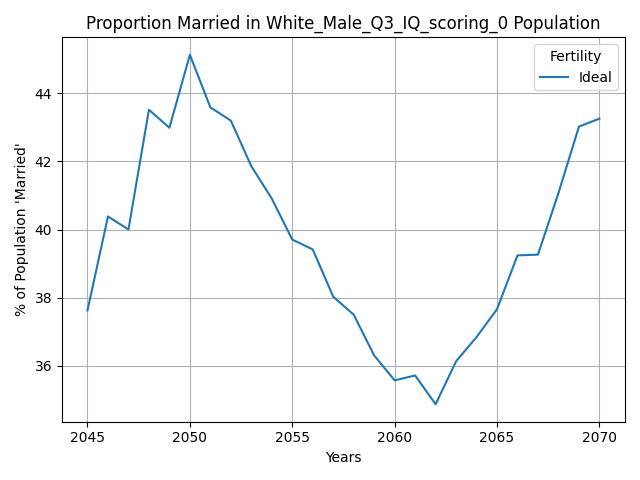 Proportion Married in White_Male_Q3_IQ_scoring_0 Population
Fertility
Ideal
% of Population 'Married'
44
42
40
38
36
2045 2050 2055 2060 2065 2070
Years